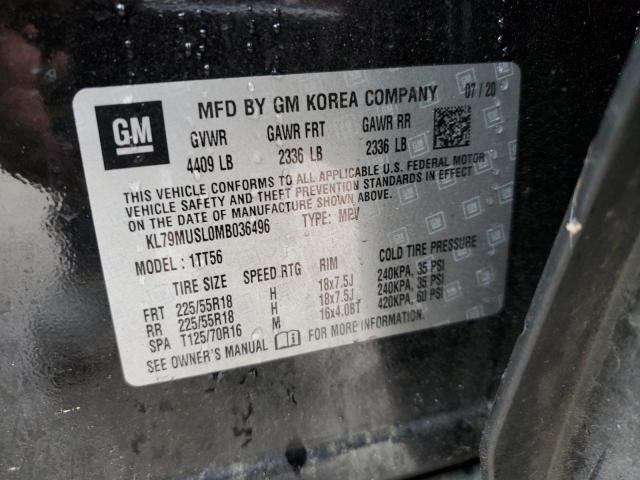 GM
MFD BY GM KOREA COMPANY 07/20
GVWR GAWR FRT GAWR RR
4409 LB 2336 LB 2336 LB
THIS VEHICLE CONFORMS TO ALL APPLICABLE U.S. FEDERAL MOTOR
VEHICLE SAFETY AND THEFT PREVENTION STANDARDS IN EFFECT
ON THE DATE OF MANUFACTURE SHOWN ABOVE.
KL79MUSL0MB036496 TYPE: MPV
MODEL: 1TT56
TIRE SIZE SPEED RTG RIM COLD TIRE PRESSURE
FRT 225/55R18 H 18x7.5J 240KPA, 35 PSI
RR 225/55R18 H 18x7.5J 240KPA, 35 PSI
SPA T125/70R16 M 16x4.0BT 420KPA, 60 PSI
SEE OWNER'S MANUAL FOR MORE INFORMATION.